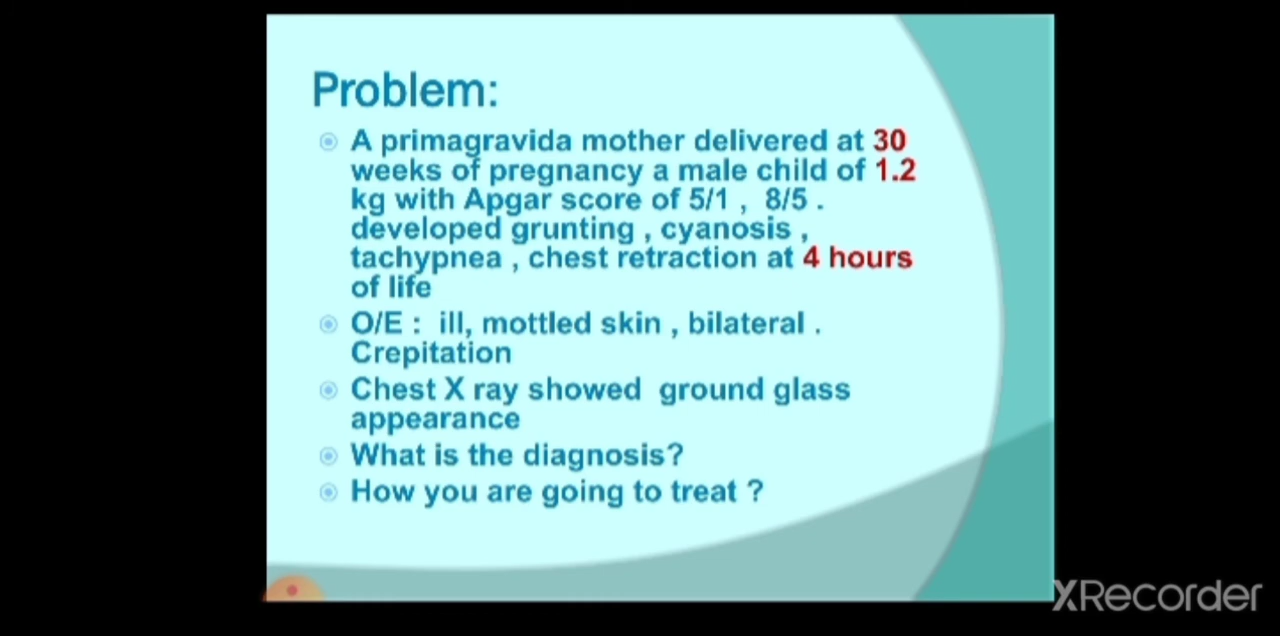 Problem:
A primagravida mother delivered at 30
weeks of pregnancy a male child of 1.2
kg with Apgar score of 5/1 , 8/5 .
developed grunting , cyanosis ,
tachypnea , chest retraction at 4 hours
of life
O/E : ill, mottled skin , bilateral .
Crepitation
Chest X ray showed ground glass
appearance
What is the diagnosis?
How you are going to treat ?
XRecorder